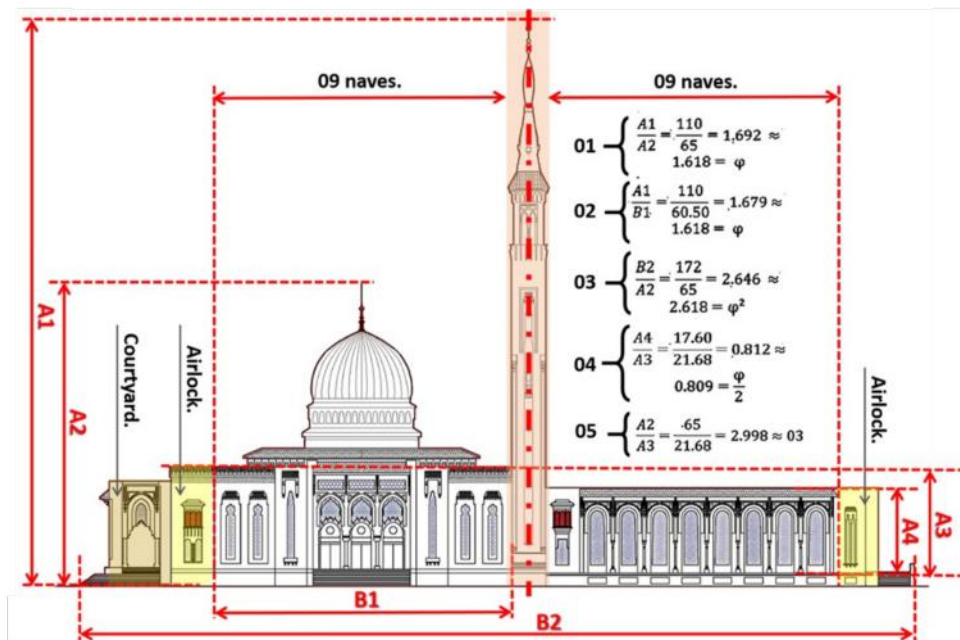 09 naves.
09 naves.
01
A1/A2 = 110/65 = 1,692 ≈
1.618 = φ
02
A1/B1 = 110/60.50 = 1.679 ≈
1.618 = φ
03
B2/A2 = 172/65 = 2.646 ≈
2.618 = φ²
04
A4/A3 = 17.60/21.68 = 0.812 ≈
0.809 = φ/2
05
A2/A3 = 65/21.68 = 2.998 ≈ 03
A1
A2
Courtyard.
Airlock.
Airlock.
A4
A3
B1
B2